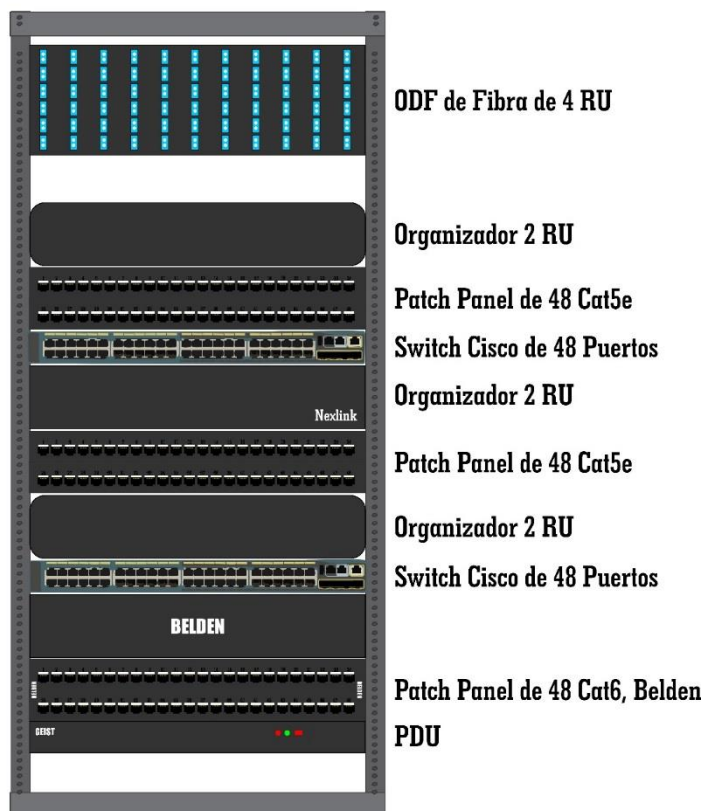 ODF de Fibra de 4 RU
Organizador 2 RU
Patch Panel de 48 Cat5e
Switch Cisco de 48 Puertos
Organizador 2 RU
Nexlink
Patch Panel de 48 Cat5e
Organizador 2 RU
Switch Cisco de 48 Puertos
BELDEN
Patch Panel de 48 Cat6, Belden
GEIST
PDU